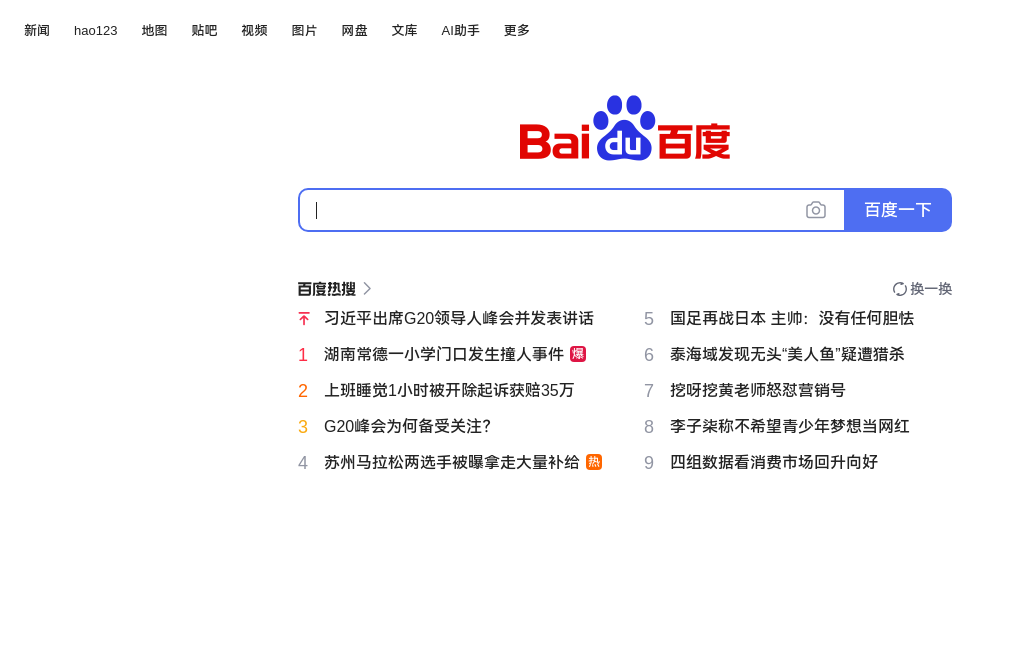 新闻 hao123 地图 贴吧 视频 图片 网盘 文库 AI助手 更多
Bai du 百度
百度一下
百度热搜 换一换
习近平出席G20领导人峰会并发表讲话
1 湖南常德一小学门口发生撞人事件 爆
2 上班睡觉1小时被开除起诉获赔35万
3 G20峰会为何备受关注？
4 苏州马拉松两选手被曝拿走大量补给 热
5 国足再战日本 主帅：没有任何胆怯
6 泰海域发现无头“美人鱼”疑遭猎杀
7 挖呀挖黄老师怒怼营销号
8 李子柒称不希望青少年梦想当网红
9 四组数据看消费市场回升向好